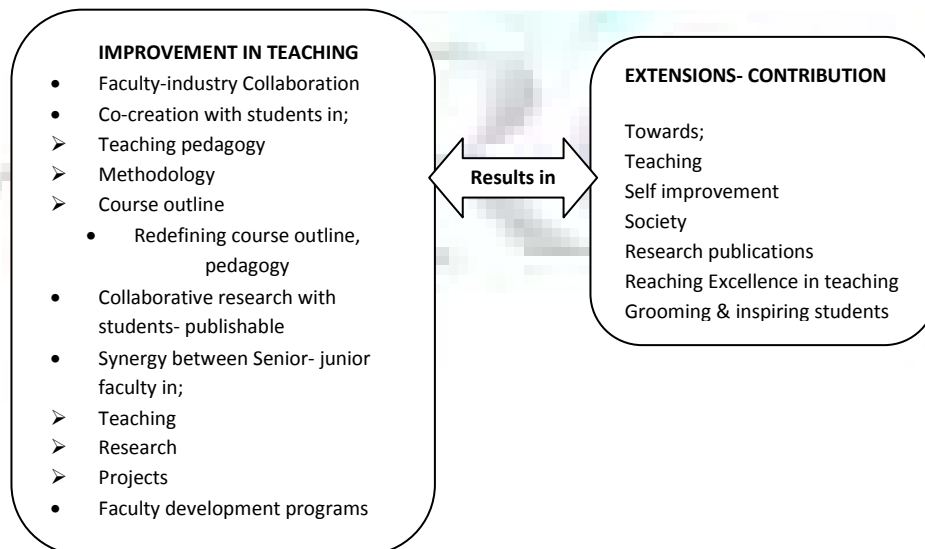 IMPROVEMENT IN TEACHING
• Faculty-industry Collaboration
• Co-creation with students in;
➢ Teaching pedagogy
➢ Methodology
➢ Course outline
• Redefining course outline,
pedagogy
• Collaborative research with
students- publishable
• Synergy between Senior- junior
faculty in;
➢ Teaching
➢ Research
➢ Projects
• Faculty development programs
Results in
EXTENSIONS- CONTRIBUTION
Towards;
Teaching
Self improvement
Society
Research publications
Reaching Excellence in teaching
Grooming & inspiring students